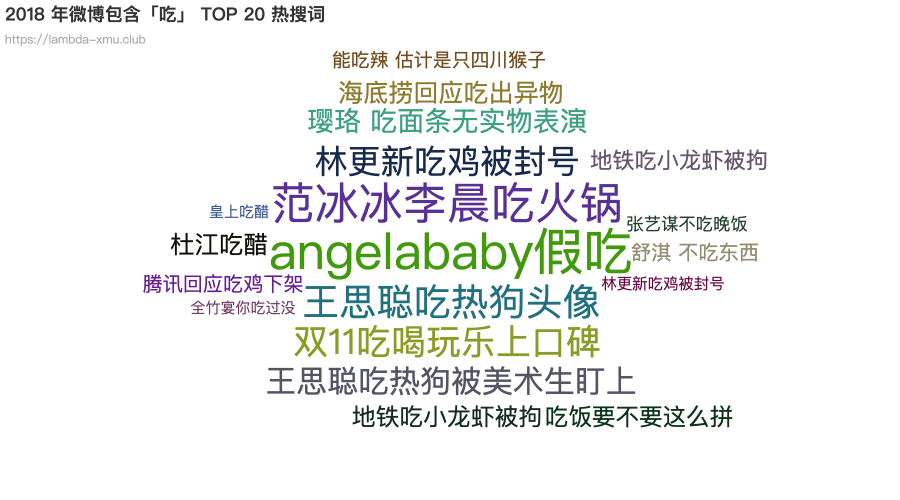 2018 年微博包含「吃」 TOP 20 热搜词
https://lambda-xmu.club
能吃辣 估计是只四川猴子
海底捞回应吃出异物
璎珞 吃面条无实物表演
林更新吃鸡被封号
地铁吃小龙虾被拘
范冰冰李晨吃火锅
皇上吃醋
张艺谋不吃晚饭
杜江吃醋
angelababy假吃
舒淇 不吃东西
腾讯回应吃鸡下架
林更新吃鸡被封号
全竹宴你吃过没
王思聪吃热狗头像
双11吃喝玩乐上口碑
王思聪吃热狗被美术生盯上
地铁吃小龙虾被拘
吃饭要不要这么拼